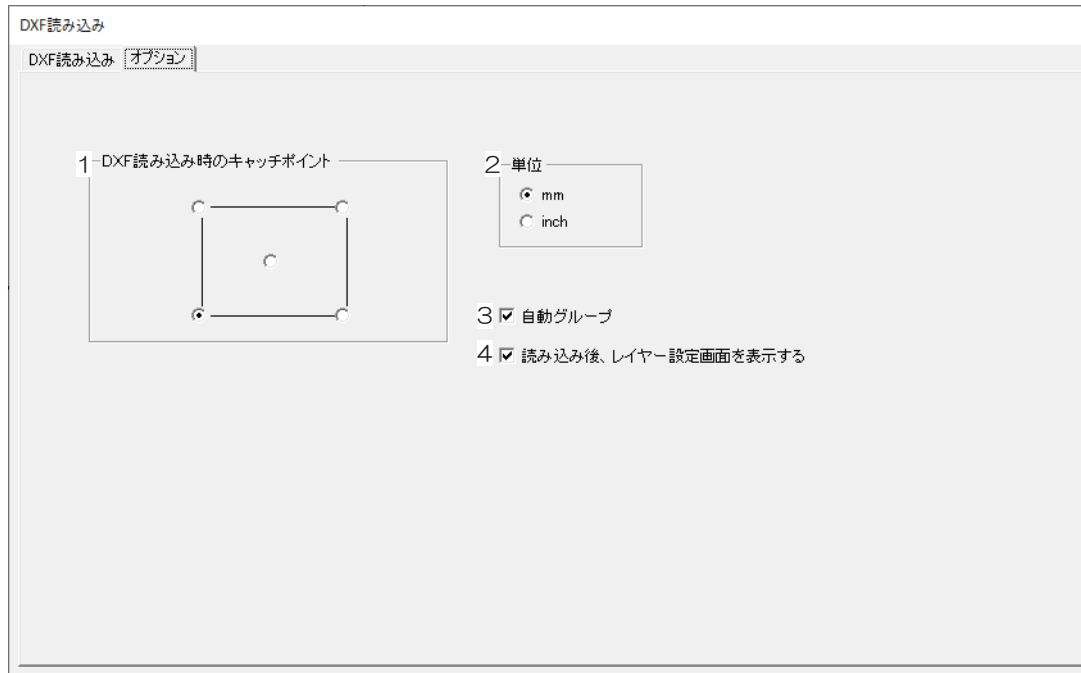 DXF読み込み
DXF読み込み オプション
1 DXF読み込み時のキャッチポイント
2 単位
mm
inch
3 自動グループ
4 読み込み後、レイヤー設定画面を表示する